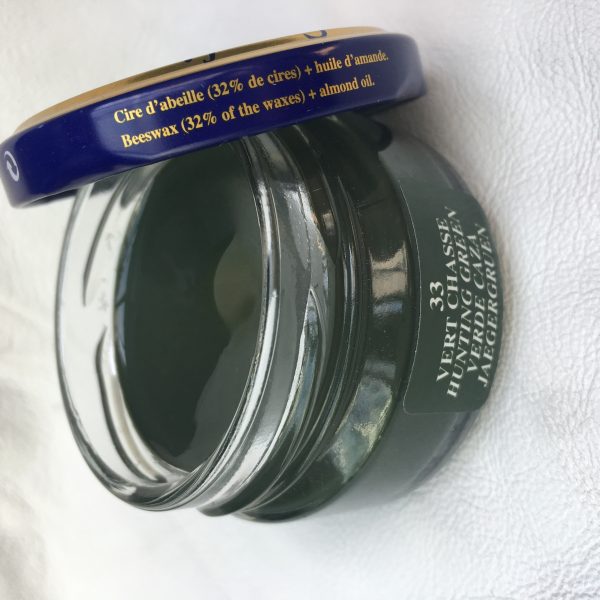 Cire d'abeille (32% de cires) + huile d'amande.
Beeswax (32% of the waxes) + almond oil.
33
VERT CHASSE
HUNTING GREEN
VERDE CAZA
JAEGERGRUEN